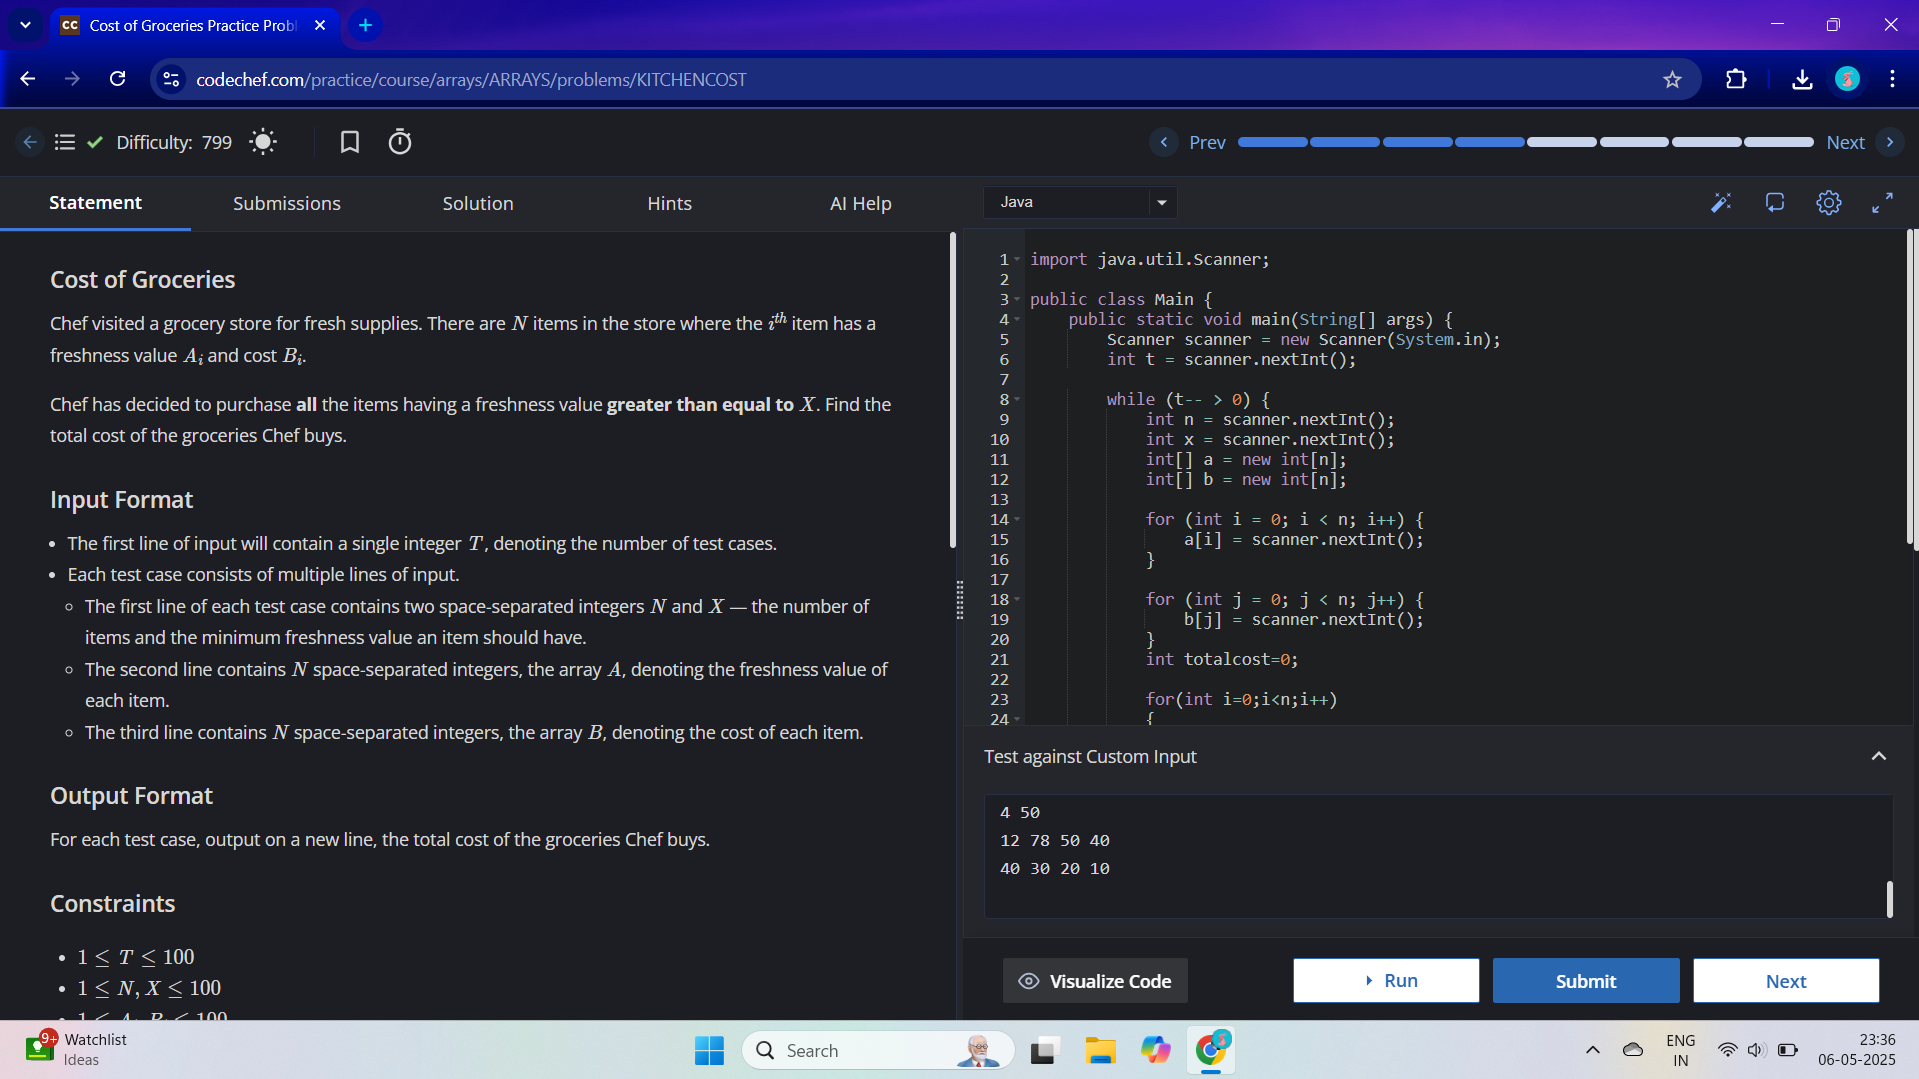 CC Cost of Groceries Practice Probl
codechef.com/practice/course/arrays/ARRAYS/problems/KITCHENCOST
Difficulty: 799
Prev
Next
Statement
Submissions
Solution
Hints
AI Help
Java
Cost of Groceries
Chef visited a grocery store for fresh supplies. There are N items in the store where the i^th item has a
freshness value A_i and cost B_i.
Chef has decided to purchase all the items having a freshness value greater than equal to X. Find the
total cost of the groceries Chef buys.
Input Format
• The first line of input will contain a single integer T, denoting the number of test cases.
• Each test case consists of multiple lines of input.
◦ The first line of each test case contains two space-separated integers N and X — the number of
items and the minimum freshness value an item should have.
◦ The second line contains N space-separated integers, the array A, denoting the freshness value of
each item.
◦ The third line contains N space-separated integers, the array B, denoting the cost of each item.
Output Format
For each test case, output on a new line, the total cost of the groceries Chef buys.
Constraints
• 1 ≤ T ≤ 100
• 1 ≤ N, X ≤ 100
• 1 ≤ A_i, B_i ≤ 100
1 import java.util.Scanner;
2
3 public class Main {
4 public static void main(String[] args) {
5 Scanner scanner = new Scanner(System.in);
6 int t = scanner.nextInt();
7
8 while (t-- > 0) {
9 int n = scanner.nextInt();
10 int x = scanner.nextInt();
11 int[] a = new int[n];
12 int[] b = new int[n];
13
14 for (int i = 0; i < n; i++) {
15 a[i] = scanner.nextInt();
16 }
17
18 for (int j = 0; j < n; j++) {
19 b[j] = scanner.nextInt();
20 }
21 int totalcost=0;
22
23 for(int i=0;i<n;i++)
24 {
Test against Custom Input
4 50
12 78 50 40
40 30 20 10
Visualize Code
Run
Submit
Next
9+
Watchlist
Ideas
Search
ENG
IN
23:36
06-05-2025